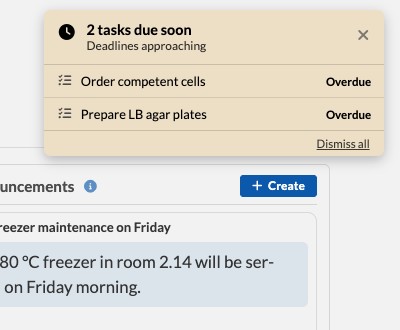 2 tasks due soon
Deadlines approaching
Order competent cells Overdue
Prepare LB agar plates Overdue
Dismiss all
uncements
+ Create
reezer maintenance on Friday
80 °C freezer in room 2.14 will be ser-
on Friday morning.